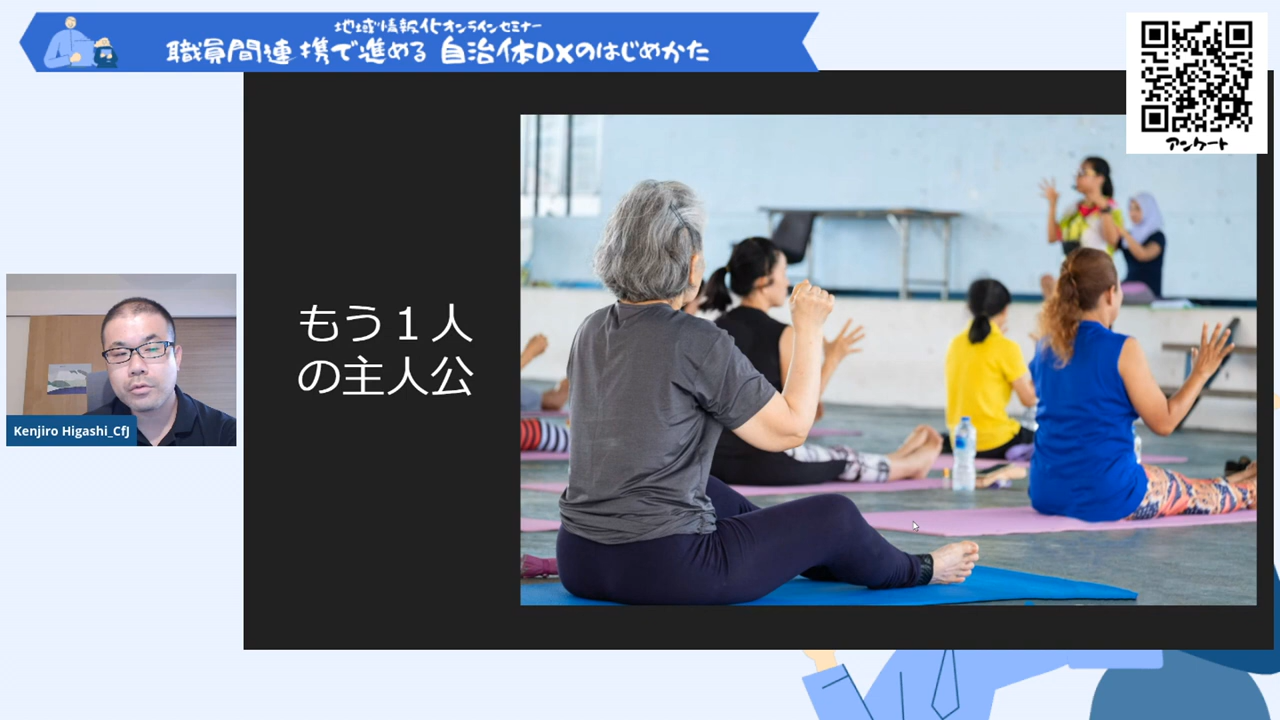 地域情報化オンラインセミナー
職員間連携で進める 自治体DXのはじめかた
アンケート
もう１人
の主人公
Kenjiro Higashi_CfJ